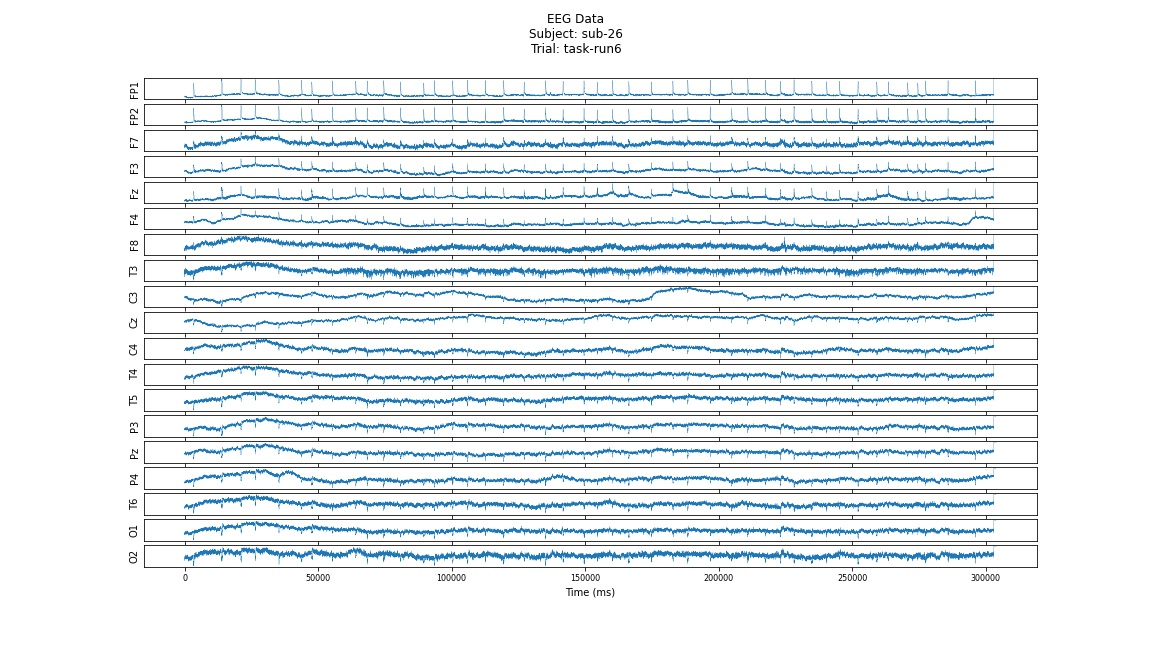 EEG Data
Subject: sub-26
Trial: task-run6
FP1
FP2
F7
F3
Fz
F4
F8
T3
C3
Cz
C4
T4
T5
P3
Pz
P4
T6
O1
O2
0 50000 100000 150000 200000 250000 300000
Time (ms)